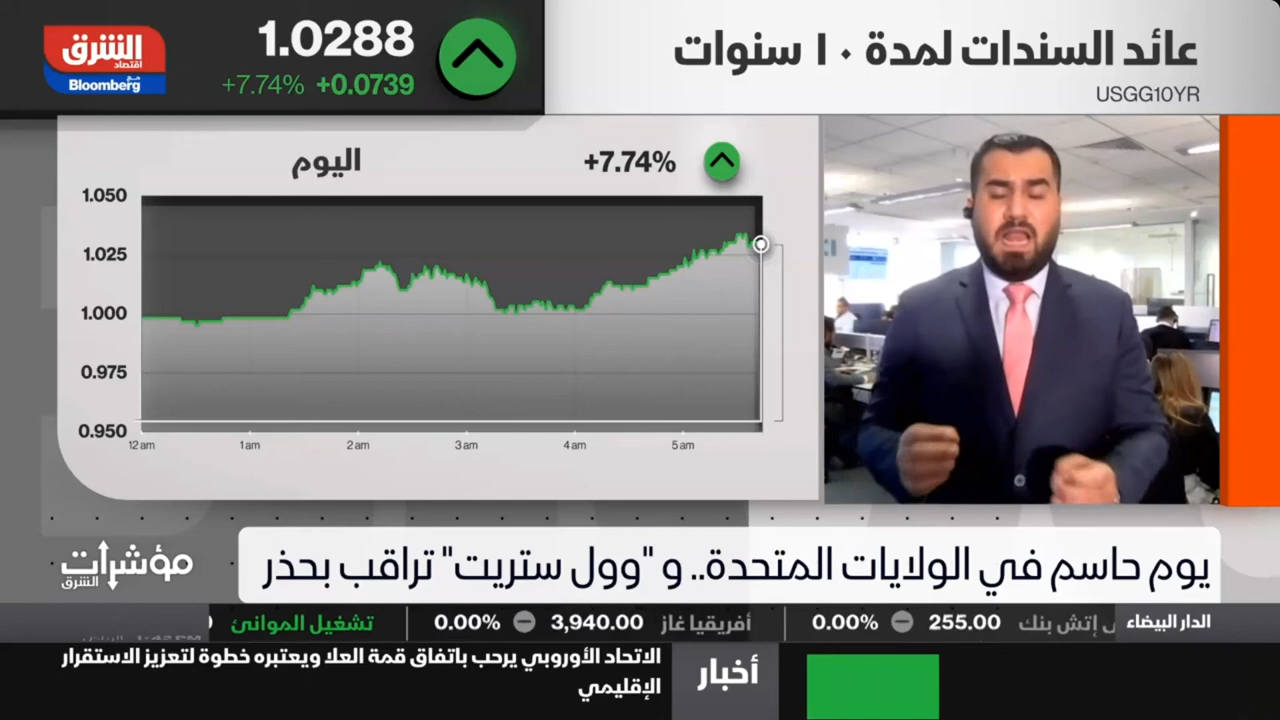 الشرق
اقتصاد
مع
Bloomberg
1.0288
+7.74% +0.0739
عائد السندات لمدة ١٠ سنوات
USGG10YR
اليوم
+7.74%
1.050
1.025
1.000
0.975
0.950
12am 1am 2am 3am 4am 5am
يوم حاسم في الولايات المتحدة.. و "وول ستريت" تراقب بحذر
مؤشرات
الشرق
الدار البيضاء
إتش بنك 255.00 0.00% أفريقيا غاز 3,940.00 0.00% تشغيل الموانئ
أخبار
الاتحاد الأوروبي يرحب باتفاق قمة العلا ويعتبره خطوة لتعزيز الاستقرار
الإقليمي